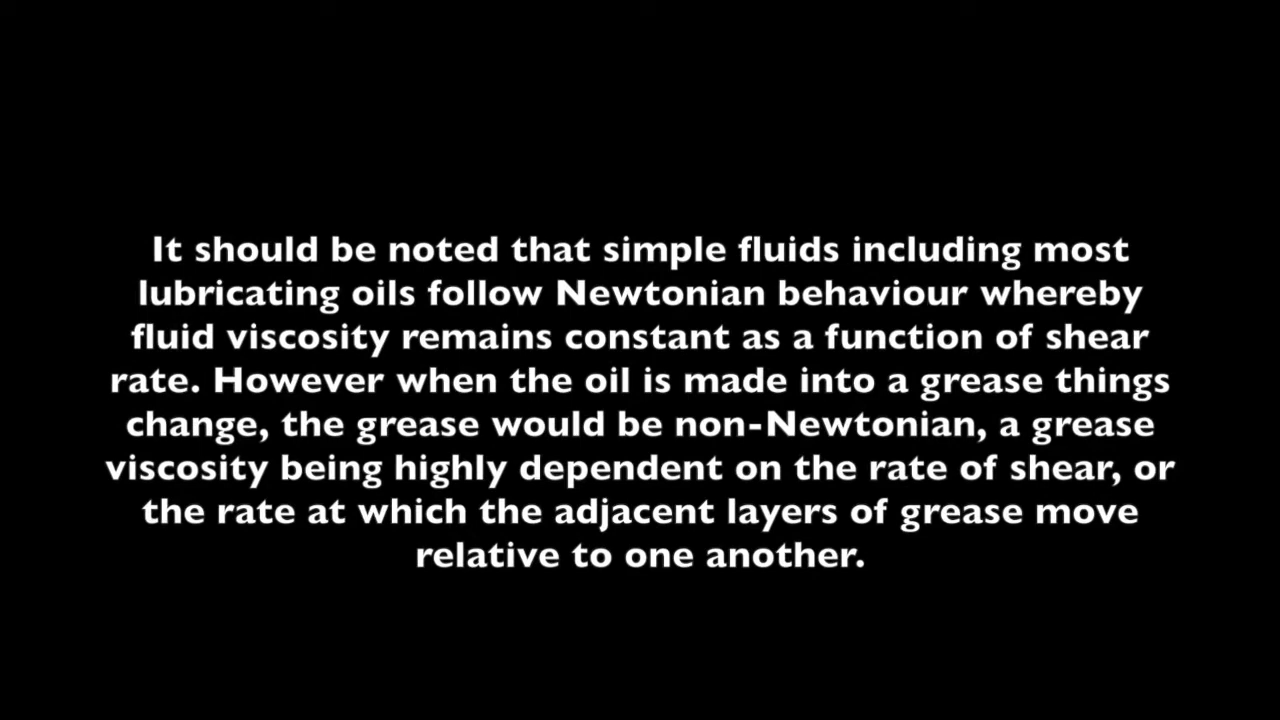 It should be noted that simple fluids including most
lubricating oils follow Newtonian behaviour whereby
fluid viscosity remains constant as a function of shear
rate. However when the oil is made into a grease things
change, the grease would be non-Newtonian, a grease
viscosity being highly dependent on the rate of shear, or
the rate at which the adjacent layers of grease move
relative to one another.